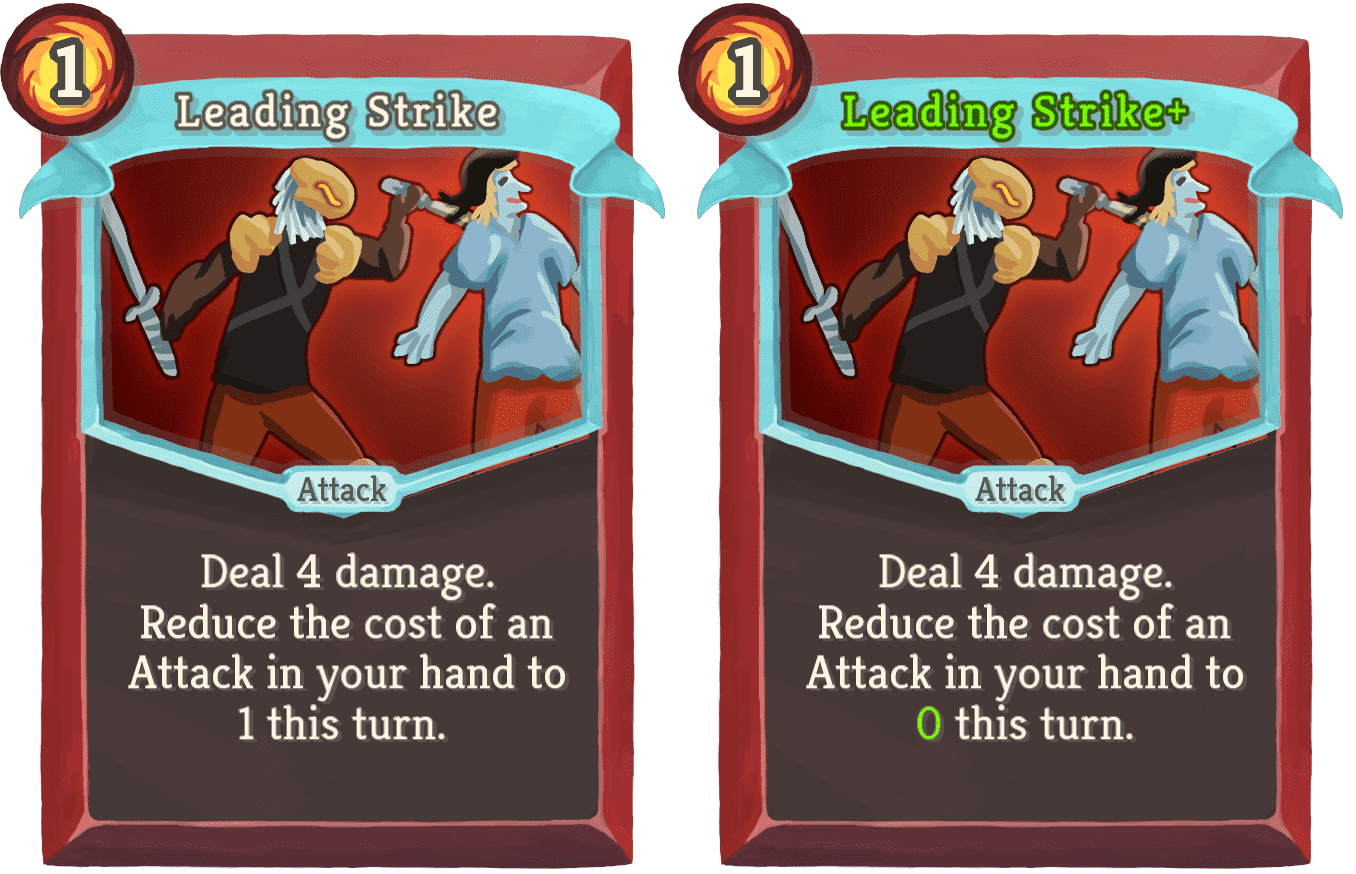 1
Leading Strike
Attack
Deal 4 damage.
Reduce the cost of an
Attack in your hand to
1 this turn.
1
Leading Strike+
Attack
Deal 4 damage.
Reduce the cost of an
Attack in your hand to
0 this turn.